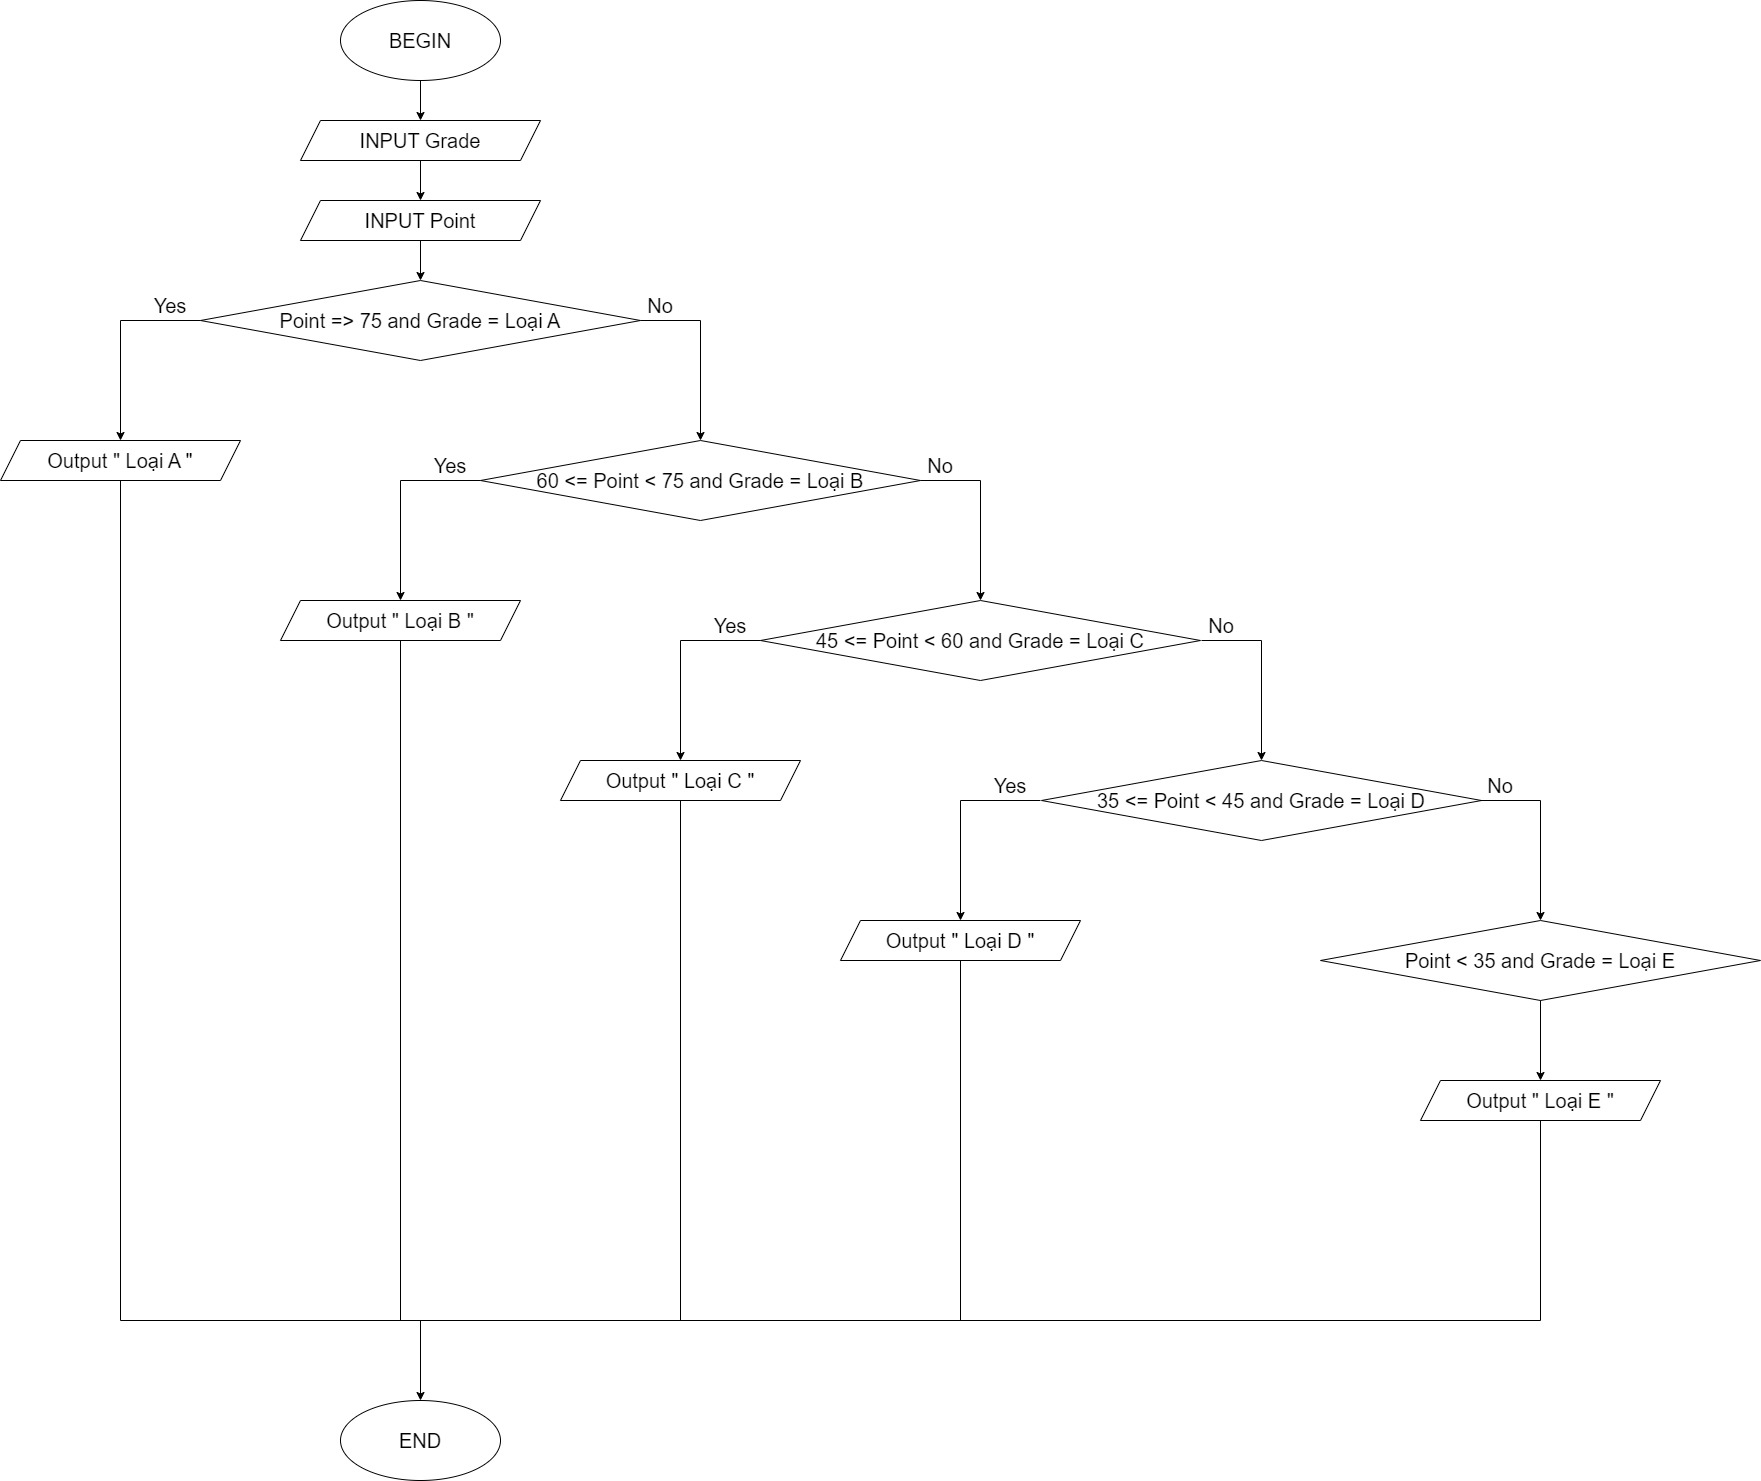 BEGIN
INPUT Grade
INPUT Point
Yes
No
Point => 75 and Grade = Loại A
Output " Loại A "
Yes
No
60 <= Point < 75 and Grade = Loại B
Output " Loại B "
Yes
No
45 <= Point < 60 and Grade = Loại C
Output " Loại C "
Yes
No
35 <= Point < 45 and Grade = Loại D
Output " Loại D "
Point < 35 and Grade = Loại E
Output " Loại E "
END